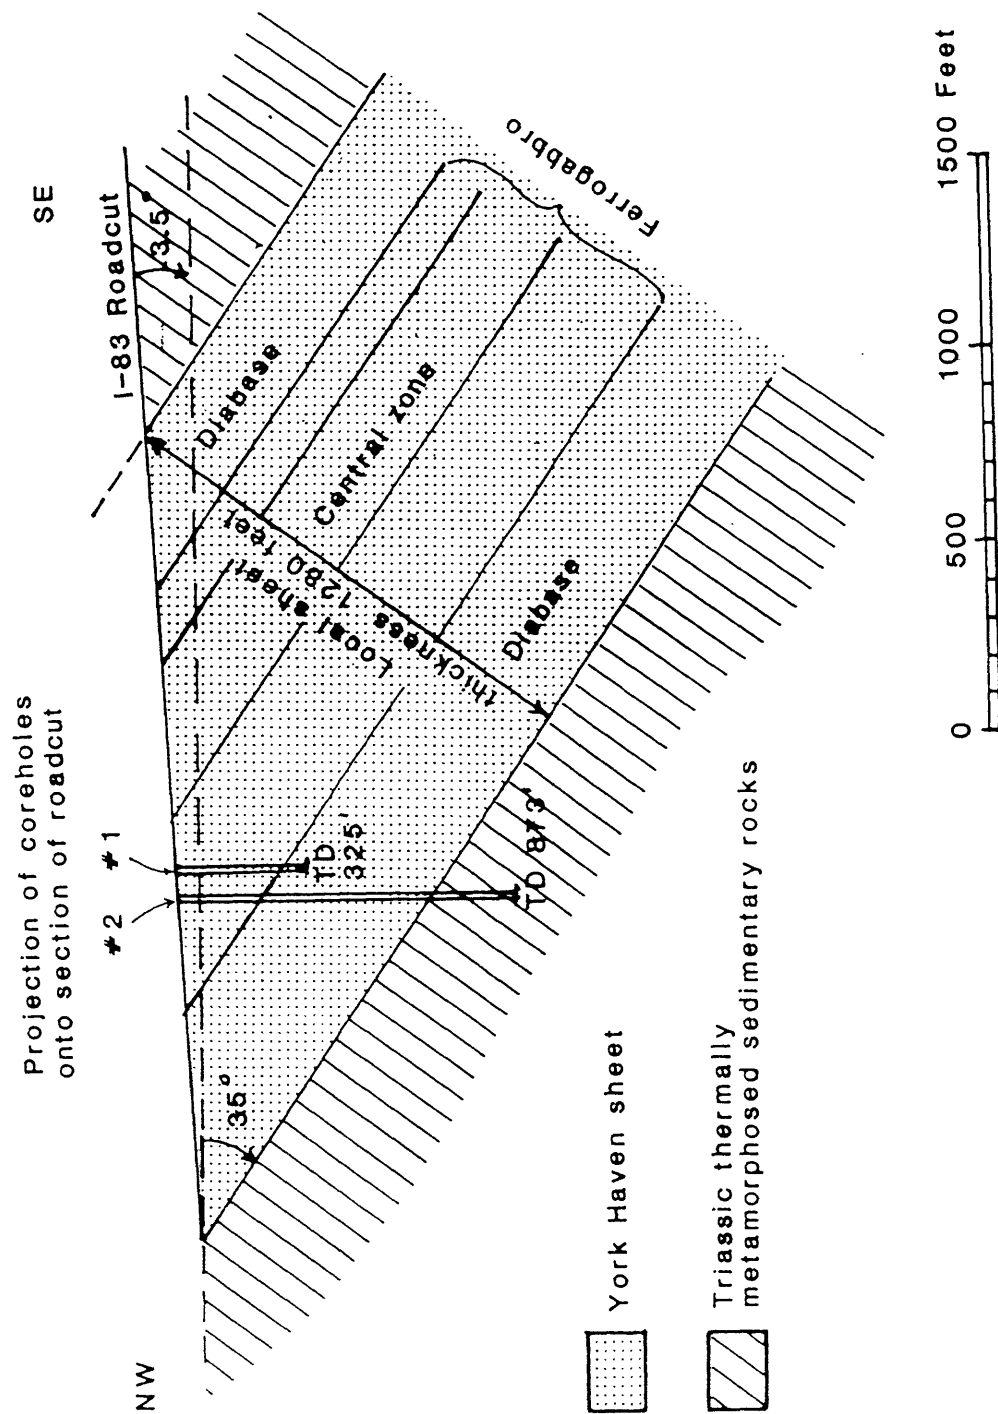 Projection of coreholes
onto section of roadcut
#2
#1
NW
SE
I-83 Roadcut
3.5°
35°
TD
325'
TD 873'
Diabase
Central zone
Diabase
Local sheet
thickness 1280 feet
Ferrogabbro
York Haven sheet
Triassic thermally
metamorphosed sedimentary rocks
0
500
1000
1500 Feet